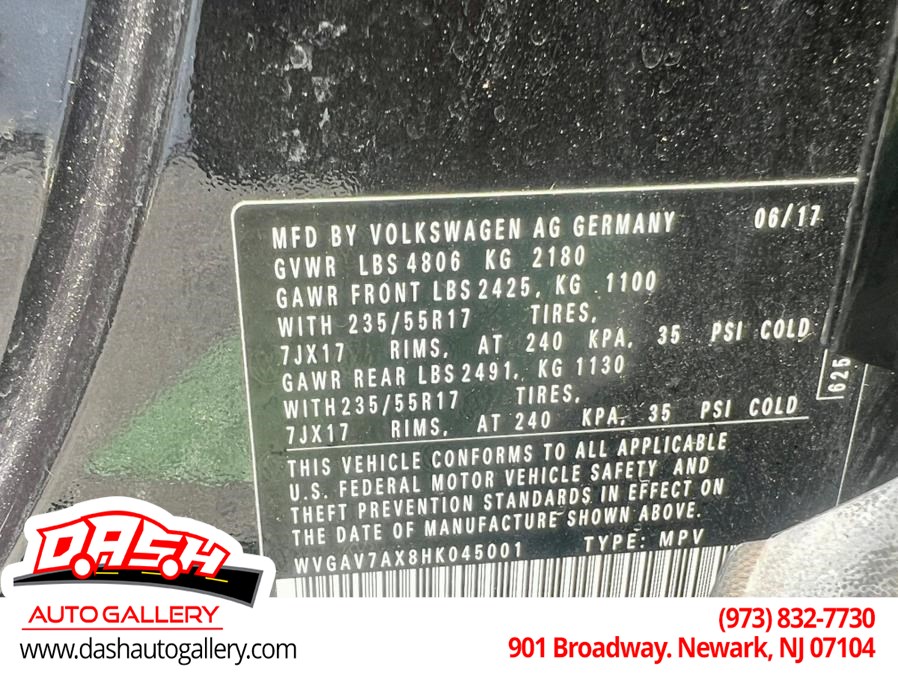 MFD BY VOLKSWAGEN AG GERMANY 06/17
GVWR LBS 4806 KG 2180
GAWR FRONT LBS 2425, KG 1100
WITH 235/55R17 TIRES,
7JX17 RIMS, AT 240 KPA, 35 PSI COLD
GAWR REAR LBS 2491, KG 1130
WITH 235/55R17 TIRES,
7JX17 RIMS, AT 240 KPA, 35 PSI COLD
625
THIS VEHICLE CONFORMS TO ALL APPLICABLE
U.S. FEDERAL MOTOR VEHICLE SAFETY AND
THEFT PREVENTION STANDARDS IN EFFECT ON
THE DATE OF MANUFACTURE SHOWN ABOVE.
WVGAV7AX8HK045001 TYPE: MPV
DASH
AUTO GALLERY
www.dashautogallery.com
(973) 832-7730
901 Broadway. Newark, NJ 07104